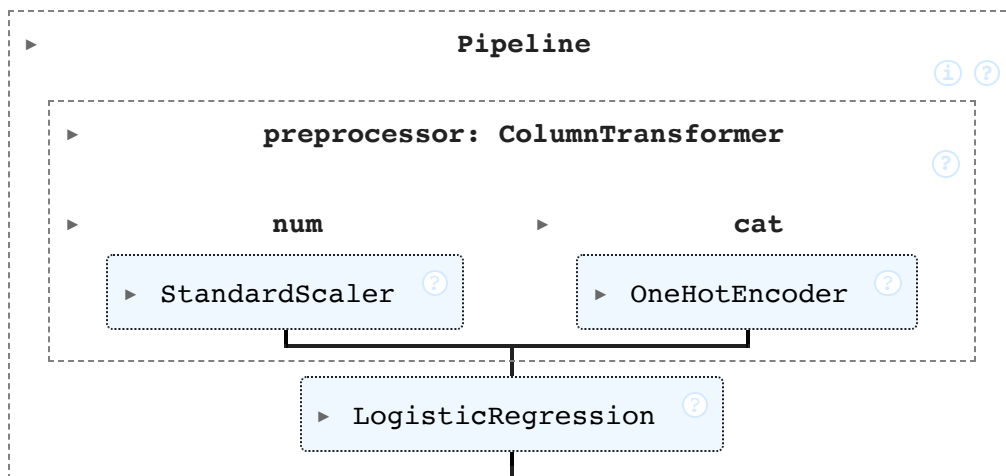 Pipeline
i ?
preprocessor: ColumnTransformer
?
num cat
StandardScaler ? OneHotEncoder ?
LogisticRegression ?